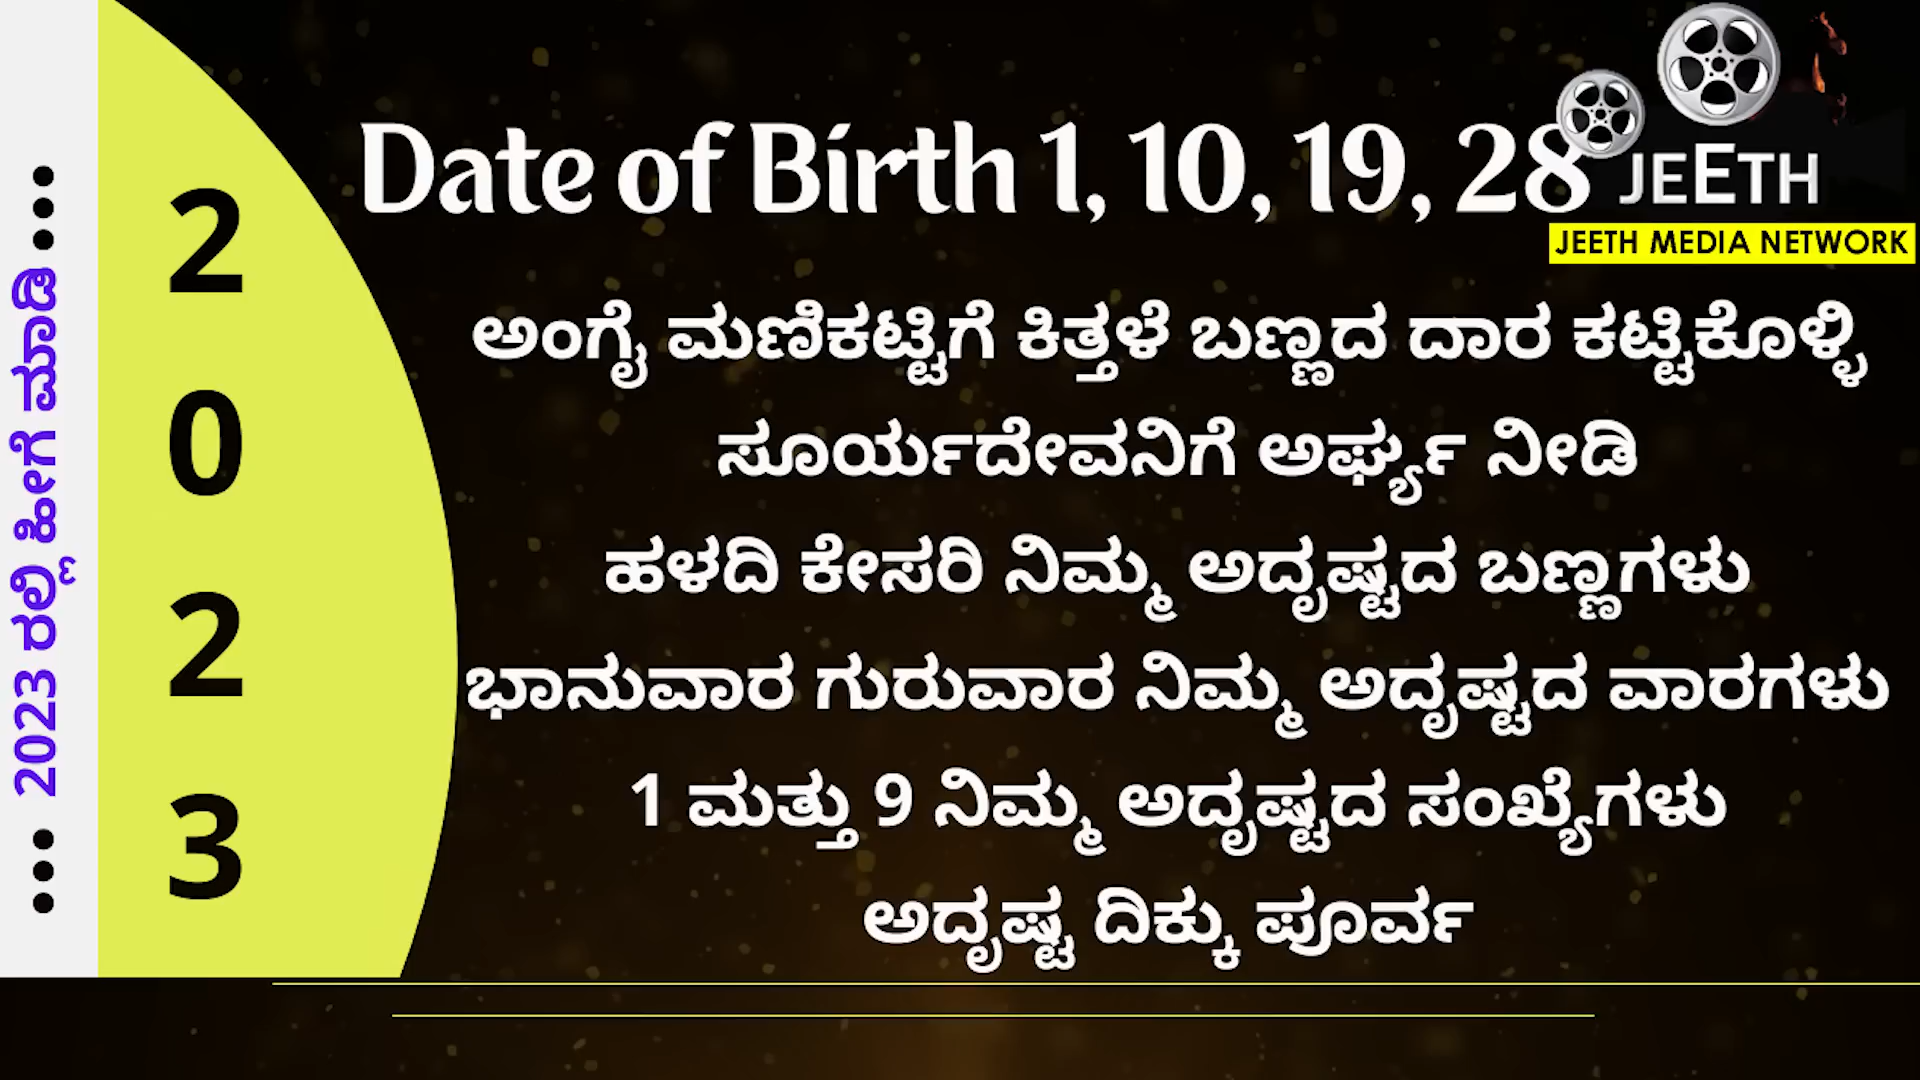 ... 2023 ರಲ್ಲಿ ಹೀಗೆ ಮಾಡಿ ...
2
0
2
3
Date of Birth 1, 10, 19, 28
JEETH
JEETH MEDIA NETWORK
ಅಂಗೈ ಮಣಿಕಟ್ಟಿಗೆ ಕಿತ್ತಳೆ ಬಣ್ಣದ ದಾರ ಕಟ್ಟಿಕೊಳ್ಳಿ
ಸೂರ್ಯದೇವನಿಗೆ ಅರ್ಘ್ಯ ನೀಡಿ
ಹಳದಿ ಕೇಸರಿ ನಿಮ್ಮ ಅದೃಷ್ಟದ ಬಣ್ಣಗಳು
ಭಾನುವಾರ ಗುರುವಾರ ನಿಮ್ಮ ಅದೃಷ್ಟದ ವಾರಗಳು
1 ಮತ್ತು 9 ನಿಮ್ಮ ಅದೃಷ್ಟದ ಸಂಖ್ಯೆಗಳು
ಅದೃಷ್ಟ ದಿಕ್ಕು ಪೂರ್ವ